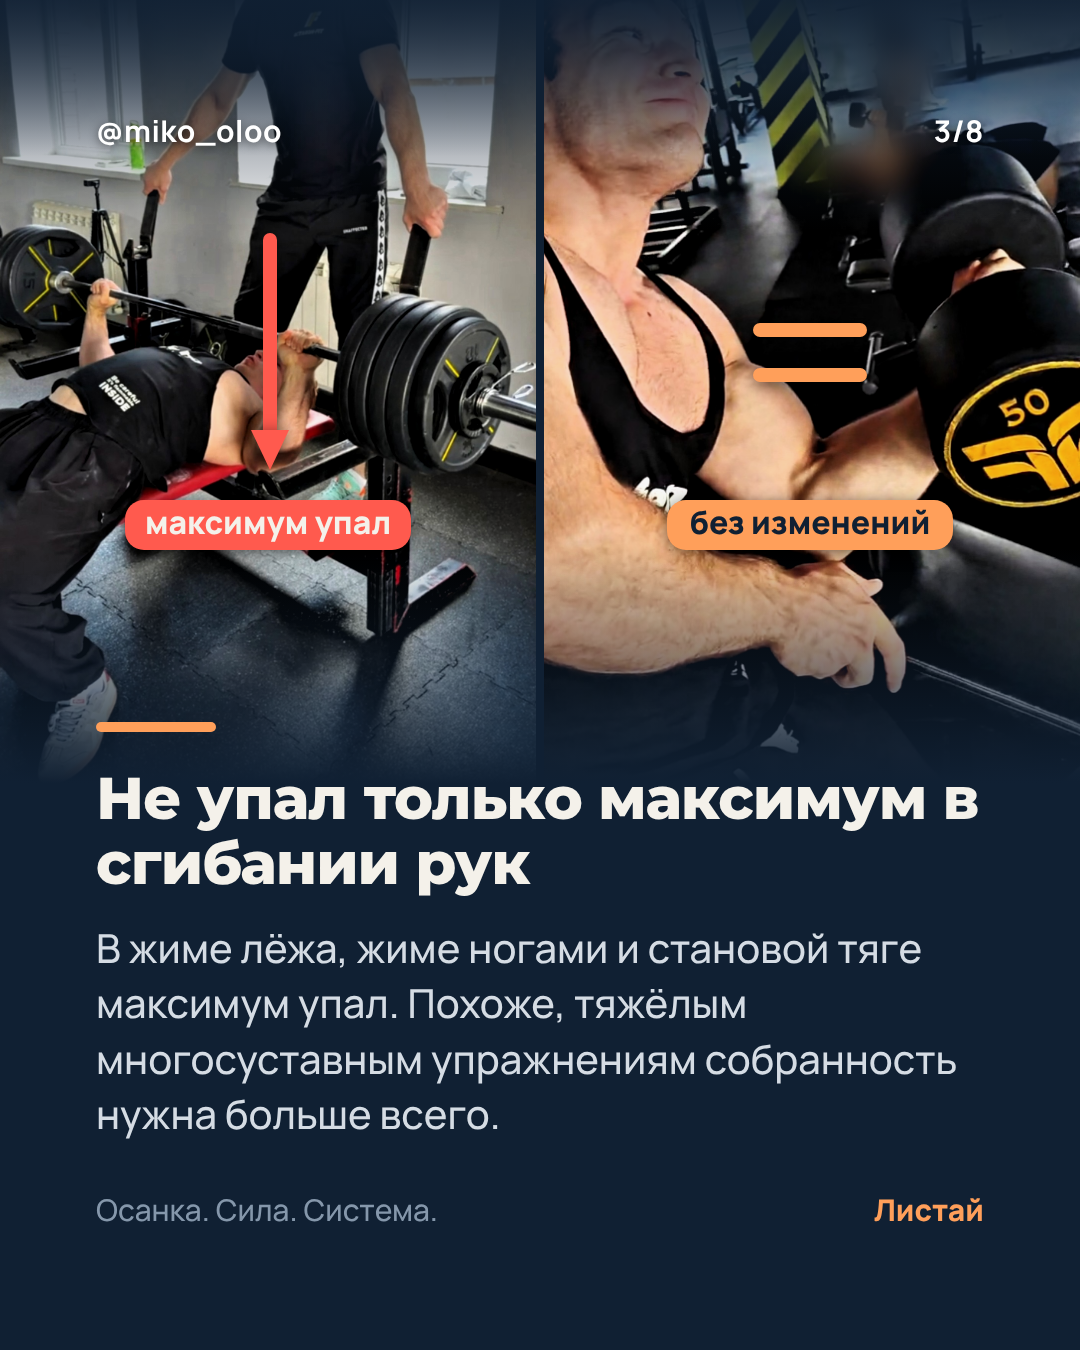 @miko_oloo
3/8
15
50
максимум упал
без изменений
Не упал только максимум в
сгибании рук
В жиме лёжа, жиме ногами и становой тяге
максимум упал. Похоже, тяжёлым
многосуставным упражнениям собранность
нужна больше всего.
Осанка. Сила. Система.
Листай